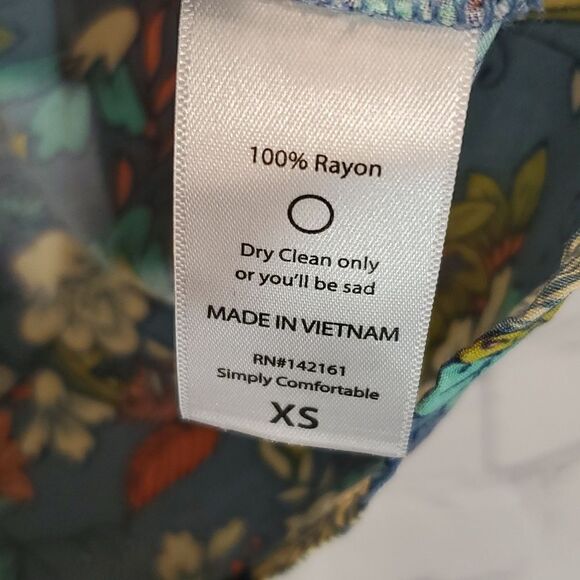 100% Rayon
Dry Clean only
or you'll be sad
MADE IN VIETNAM
RN#142161
Simply Comfortable
XS